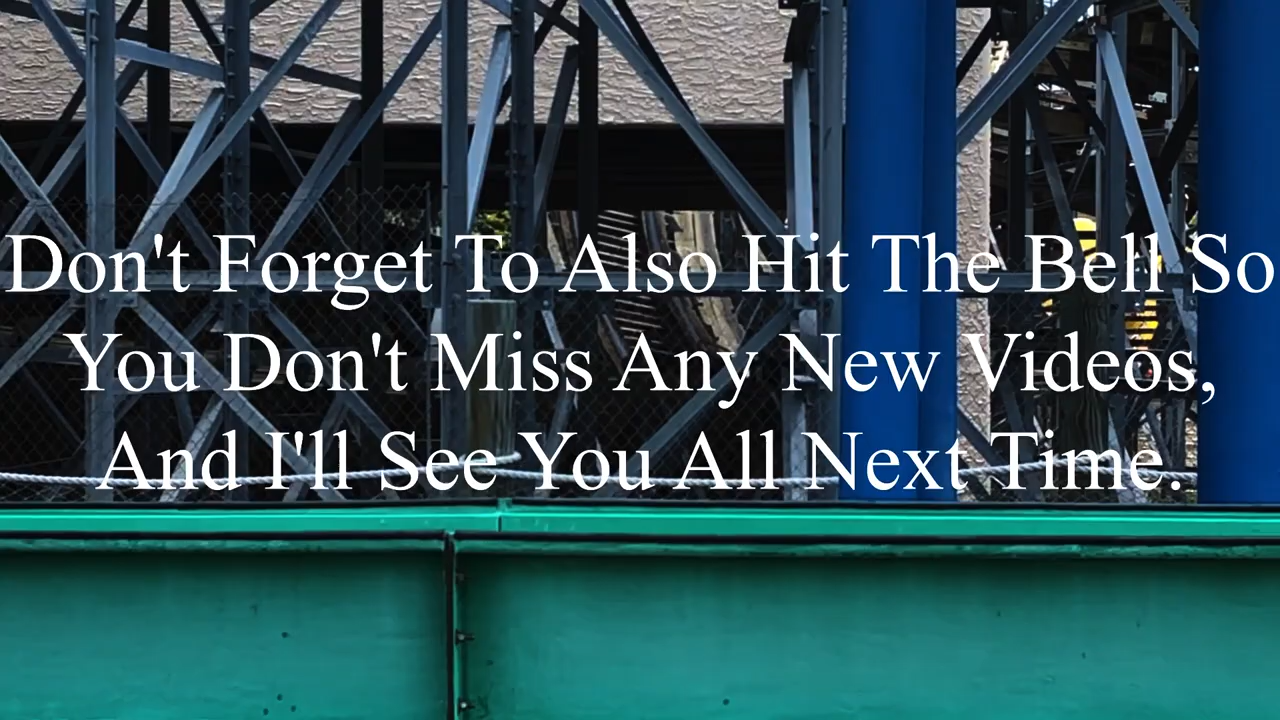 Don't Forget To Also Hit The Bell So
You Don't Miss Any New Videos,
And I'll See You All Next Time.